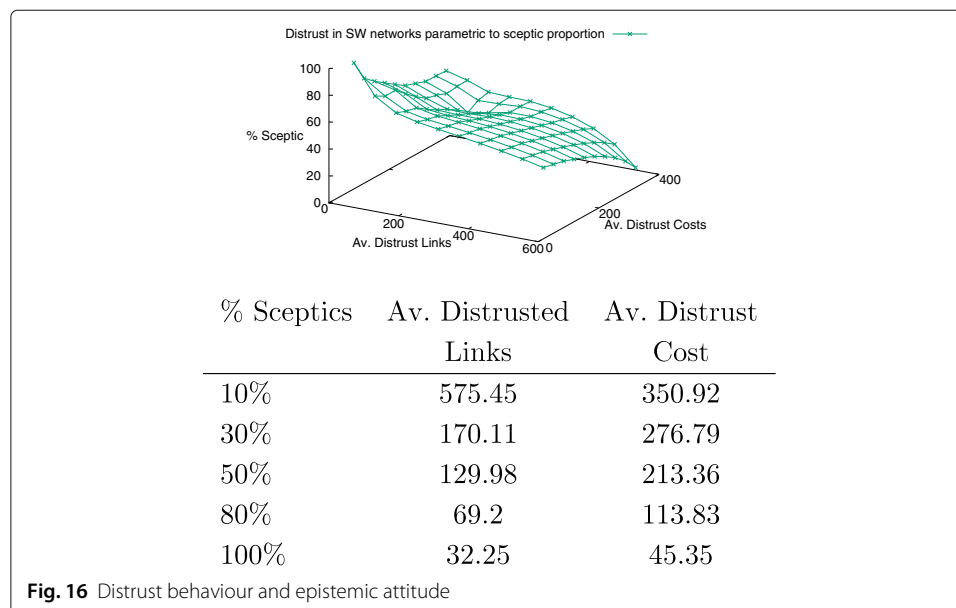 Distrust in SW networks parametric to sceptic proportion
100
80
60
40
20
0
% Sceptic
0
200
400
600
Av. Distrust Links
0
200
400
Av. Distrust Costs
% Sceptics Av. Distrusted Links Av. Distrust Cost
10% 575.45 350.92
30% 170.11 276.79
50% 129.98 213.36
80% 69.2 113.83
100% 32.25 45.35
Fig. 16 Distrust behaviour and epistemic attitude